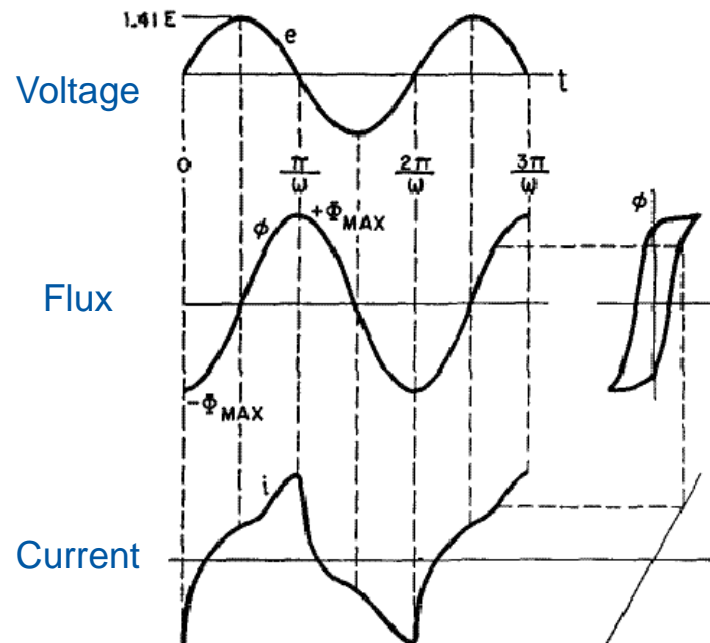 1.41 E
e
Voltage
t
0
π/ω
2π/ω
3π/ω
+Φ MAX
ϕ
ϕ
Flux
-Φ MAX
i
Current